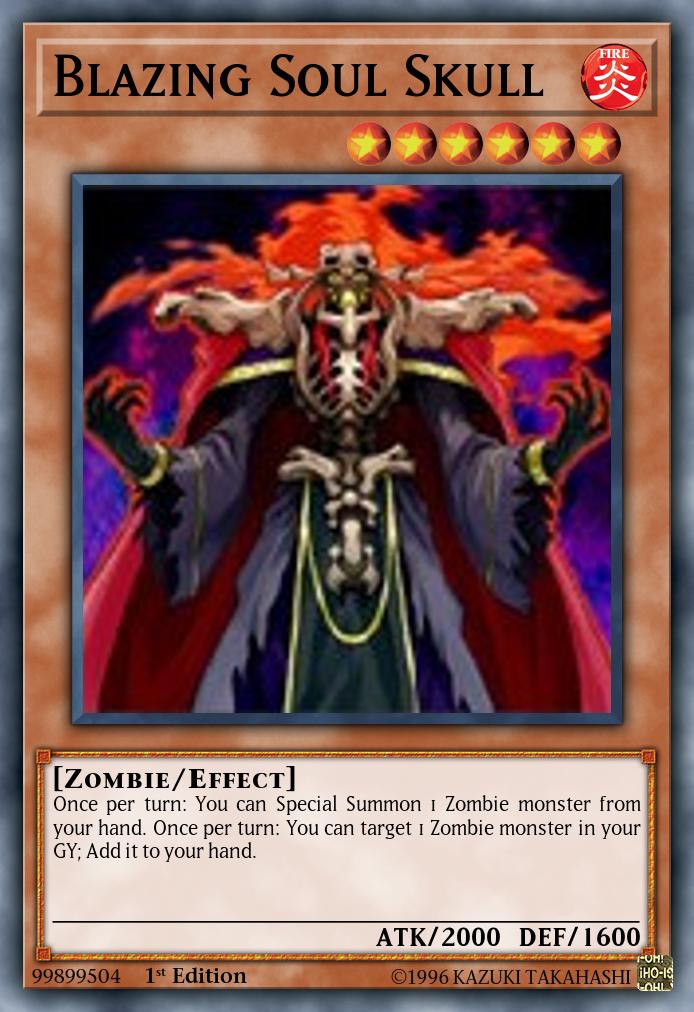 Blazing Soul Skull
FIRE
炎
[Zombie/Effect]
Once per turn: You can Special Summon 1 Zombie monster from
your hand. Once per turn: You can target 1 Zombie monster in your
GY; Add it to your hand.
ATK/2000 DEF/1600
99899504 1st Edition ©1996 KAZUKI TAKAHASHI